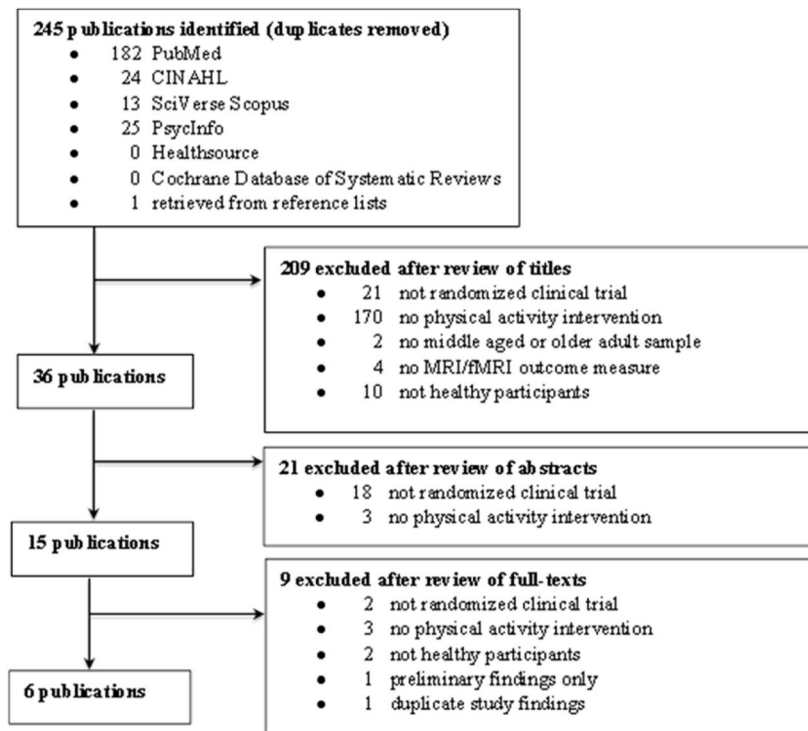 245 publications identified (duplicates removed)
• 182 PubMed
• 24 CINAHL
• 13 SciVerse Scopus
• 25 PsycInfo
• 0 Healthsource
• 0 Cochrane Database of Systematic Reviews
• 1 retrieved from reference lists
209 excluded after review of titles
• 21 not randomized clinical trial
• 170 no physical activity intervention
• 2 no middle aged or older adult sample
• 4 no MRI/fMRI outcome measure
• 10 not healthy participants
36 publications
21 excluded after review of abstracts
• 18 not randomized clinical trial
• 3 no physical activity intervention
15 publications
9 excluded after review of full-texts
• 2 not randomized clinical trial
• 3 no physical activity intervention
• 2 not healthy participants
• 1 preliminary findings only
• 1 duplicate study findings
6 publications